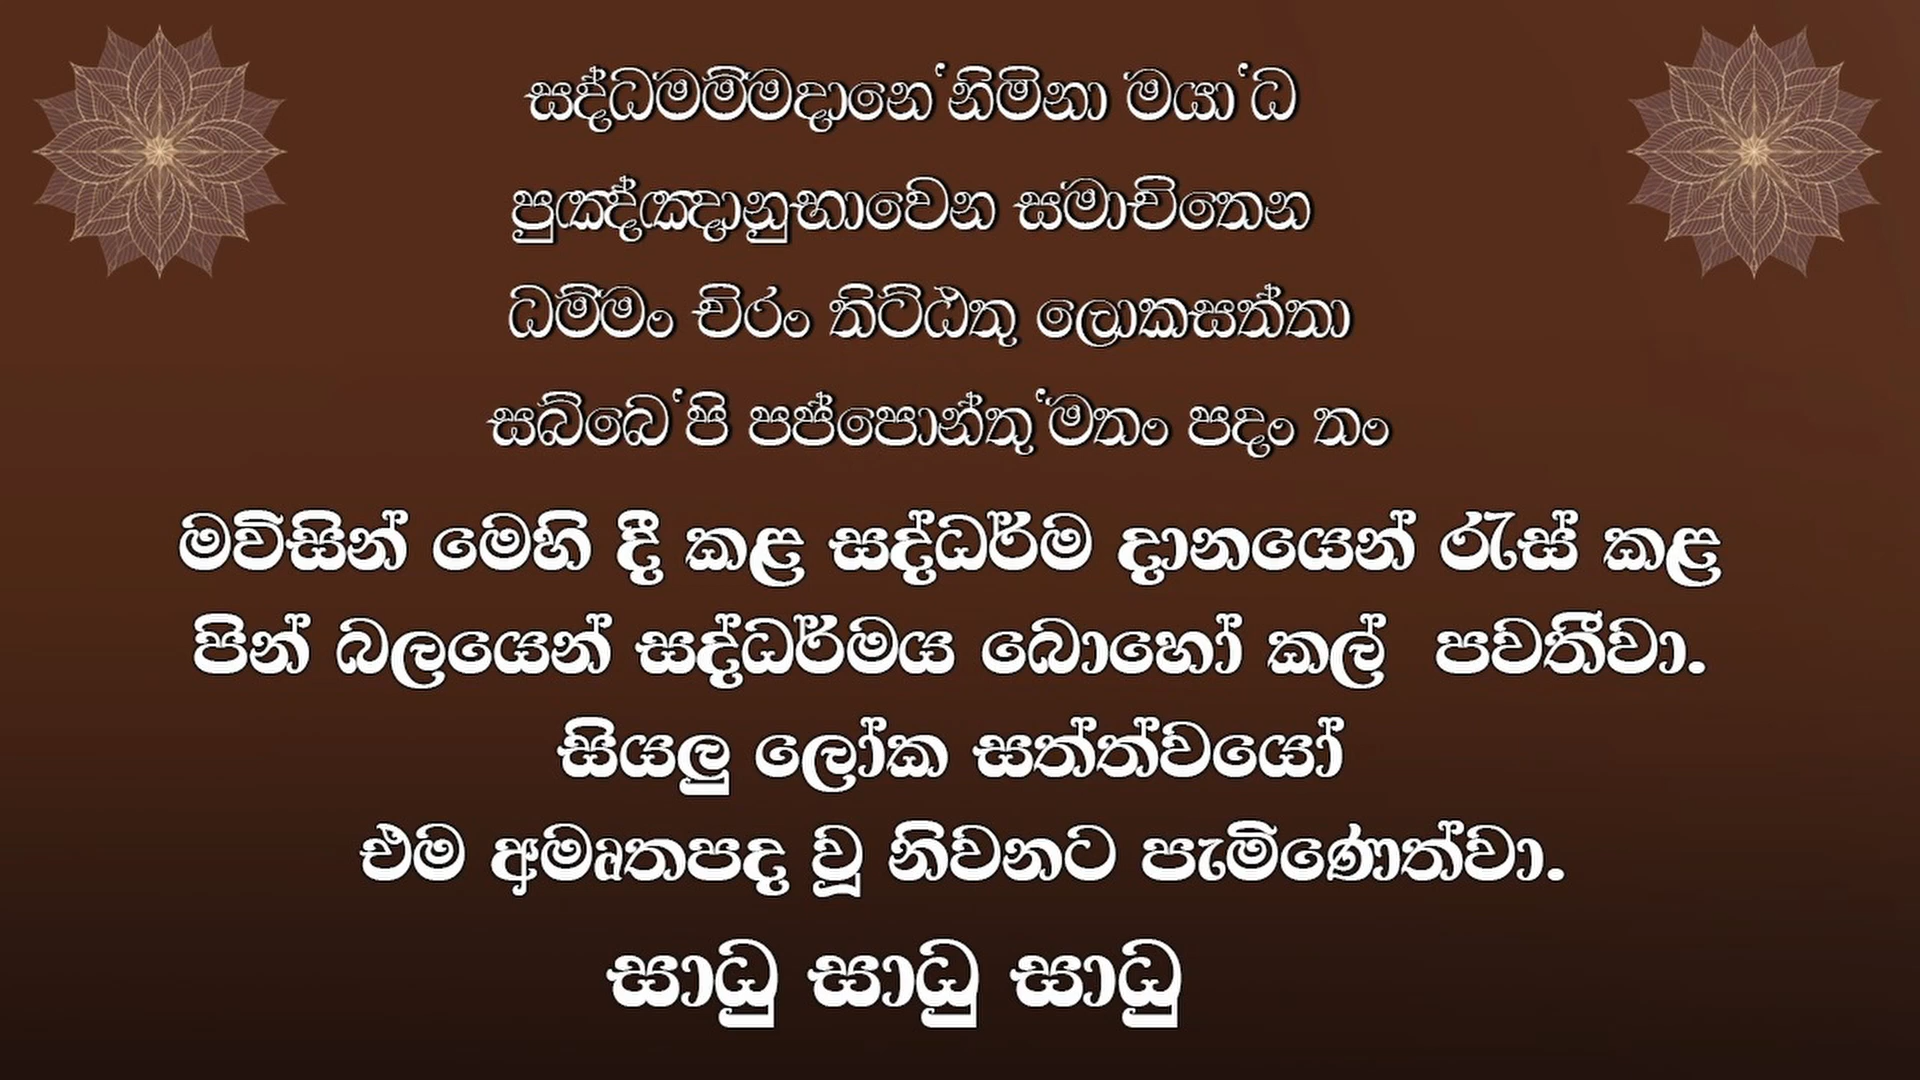 සද්ධමම්මදානෙ'නිමිනා මයා'ධ
පුඤ්ඤානුභාවෙන සමාචිතෙන
ධම්මං චිරං තිට්ඨතු ලොකසත්තා
සබ්බෙ'පි පප්පොන්තු'මතං පදං තං
මවිසින් මෙහි දී කළ සද්ධර්ම දානයෙන් රැස් කළ
පින් බලයෙන් සද්ධර්මය බොහෝ කල් පවතීවා.
සියලු ලෝක සත්ත්වයෝ
එම අමෘතපද වූ නිවනට පැමිණෙත්වා.
සාධු සාධු සාධු